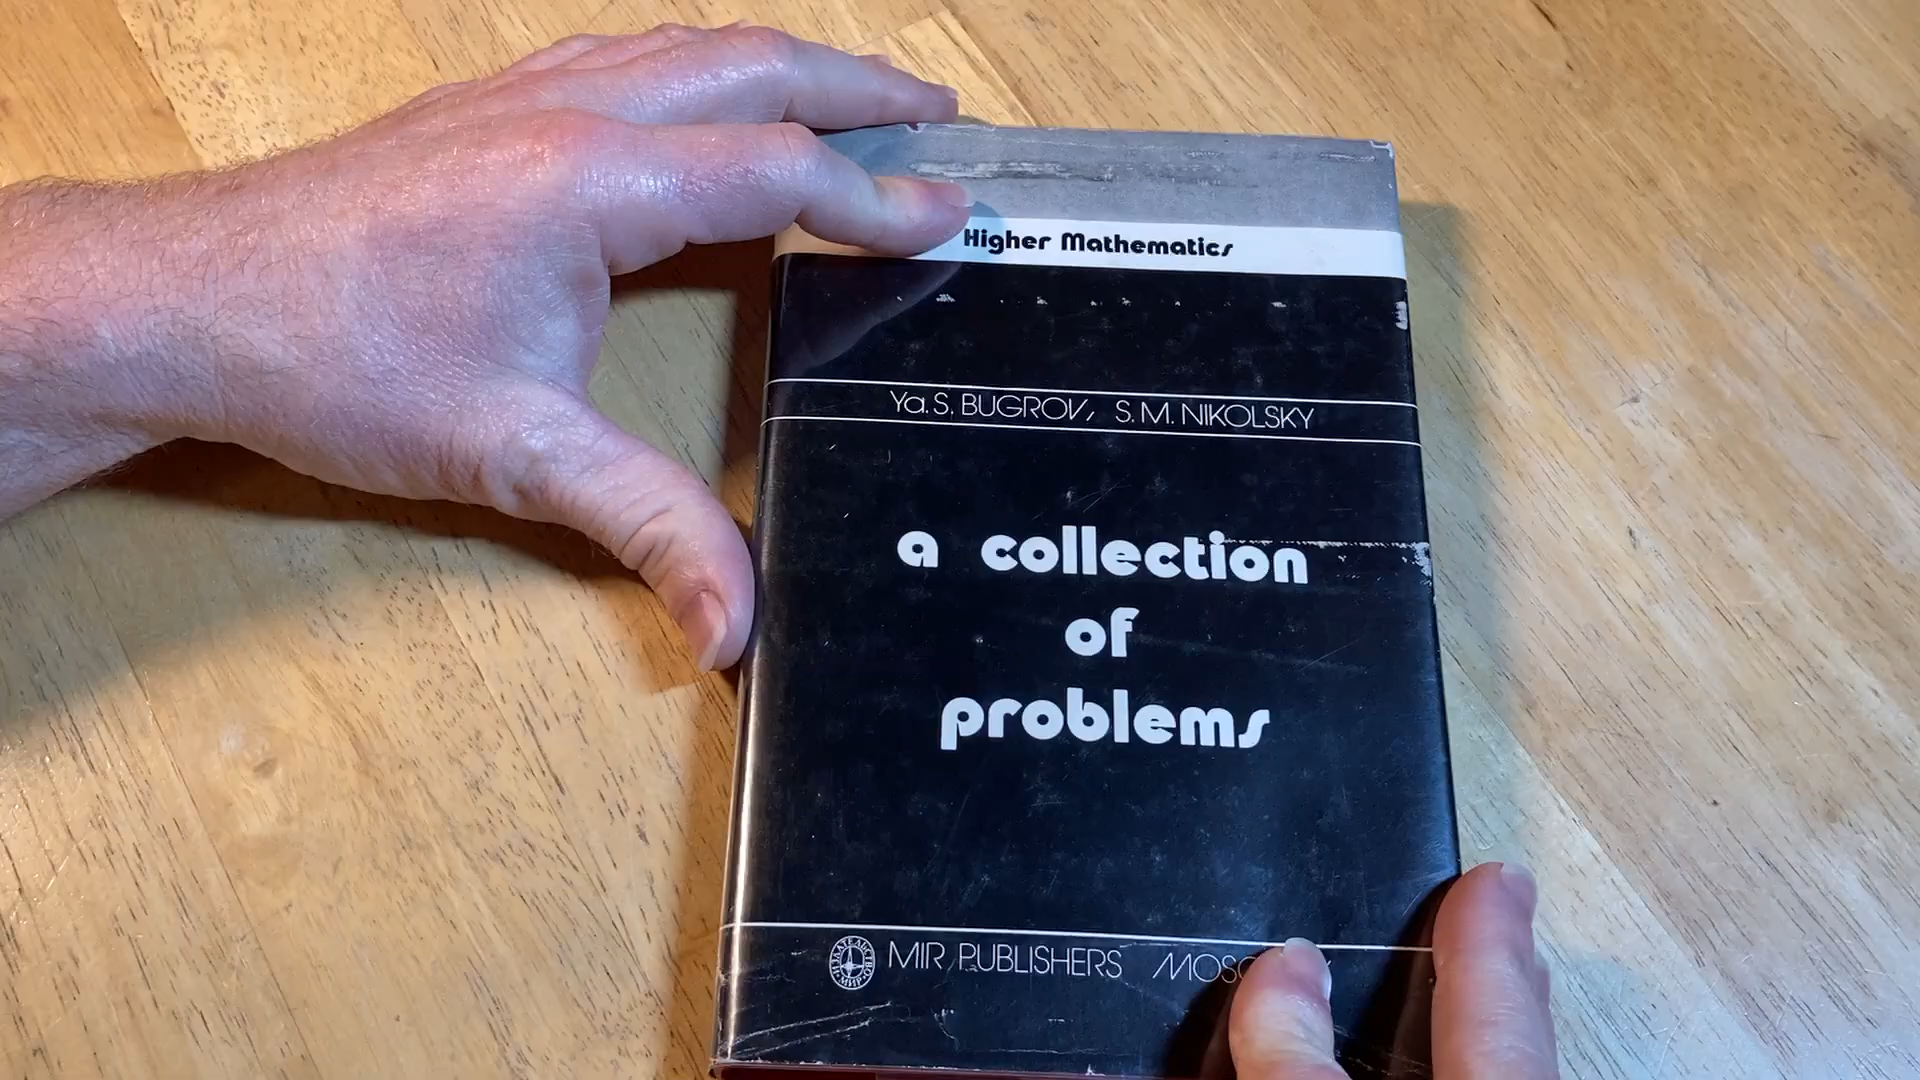 Higher Mathematics
Ya. S. BUGROV, S. M. NIKOLSKY
a collection
of
problems
MIR PUBLISHERS